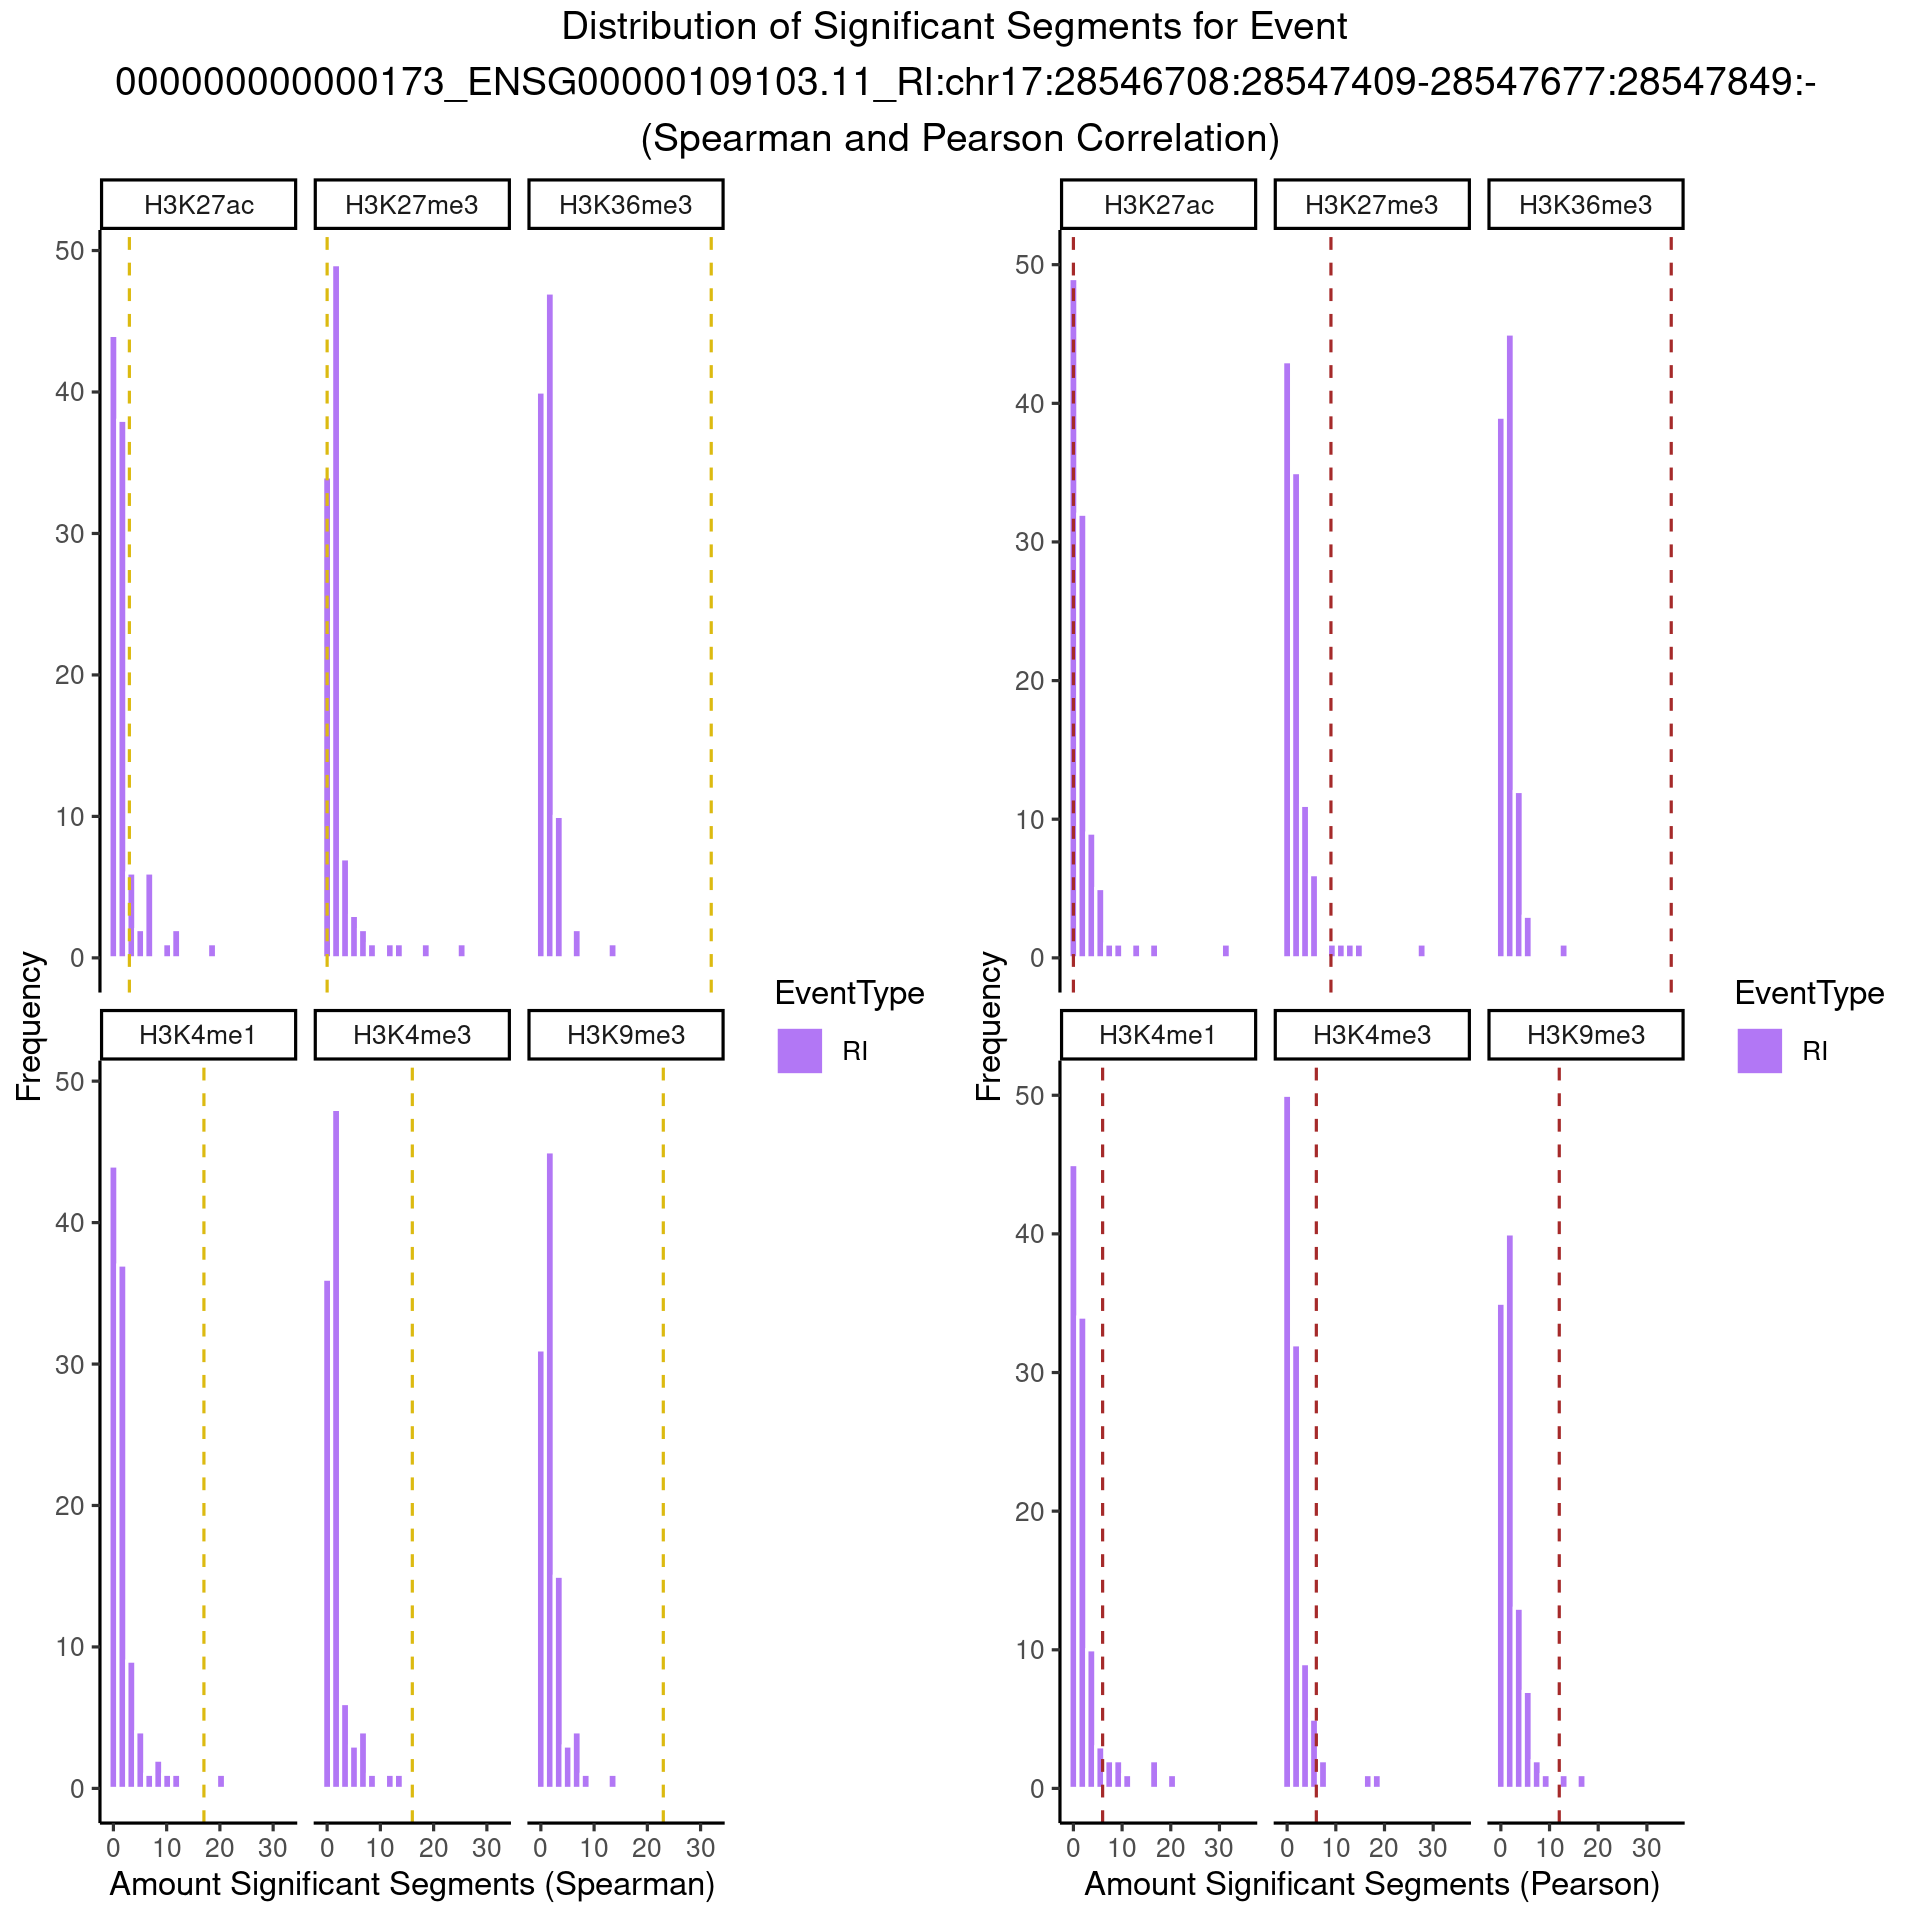 Distribution of Significant Segments for Event
000000000000173_ENSG00000109103.11_RI:chr17:28546708:28547409-28547677:28547849:-
(Spearman and Pearson Correlation)
H3K27ac H3K27me3 H3K36me3
50
40
30
20
10
0
H3K4me1 H3K4me3 H3K9me3
50
40
30
20
10
0
0 10 20 30 0 10 20 30 0 10 20 30
Amount Significant Segments (Spearman)
Frequency
EventType
RI
H3K27ac H3K27me3 H3K36me3
50
40
30
20
10
0
H3K4me1 H3K4me3 H3K9me3
50
40
30
20
10
0
0 10 20 30 0 10 20 30 0 10 20 30
Amount Significant Segments (Pearson)
Frequency
EventType
RI